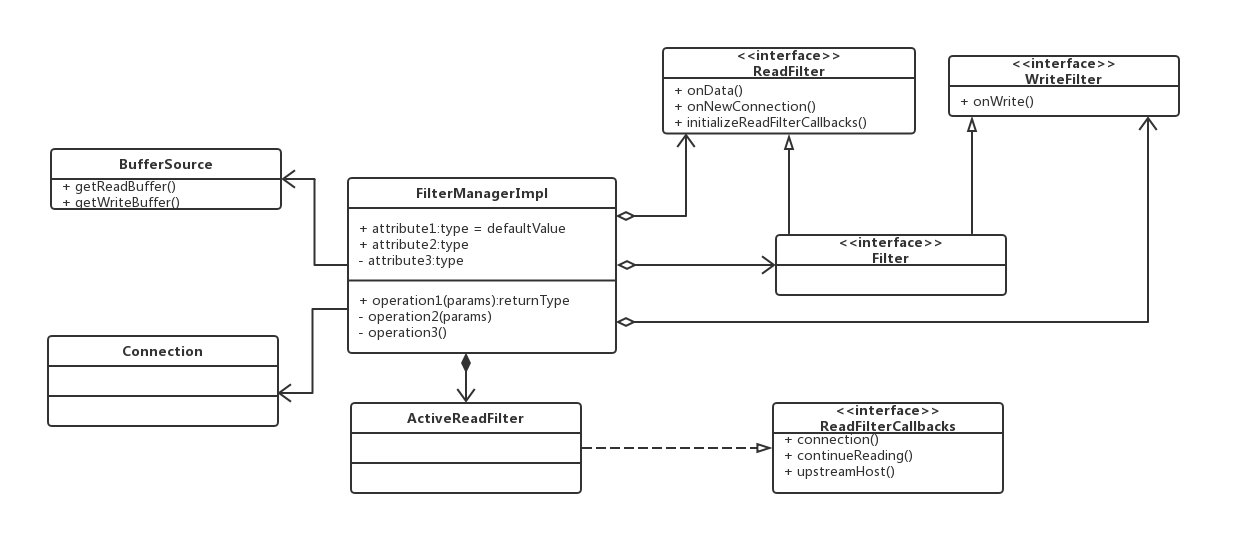 <<interface>>
ReadFilter
+ onData()
+ onNewConnection()
+ initializeReadFilterCallbacks()
<<interface>>
WriteFilter
+ onWrite()
BufferSource
+ getReadBuffer()
+ getWriteBuffer()
FilterManagerImpl
+ attribute1:type = defaultValue
+ attribute2:type
- attribute3:type
+ operation1(params):returnType
- operation2(params)
- operation3()
<<interface>>
Filter
Connection
ActiveReadFilter
<<interface>>
ReadFilterCallbacks
+ connection()
+ continueReading()
+ upstreamHost()